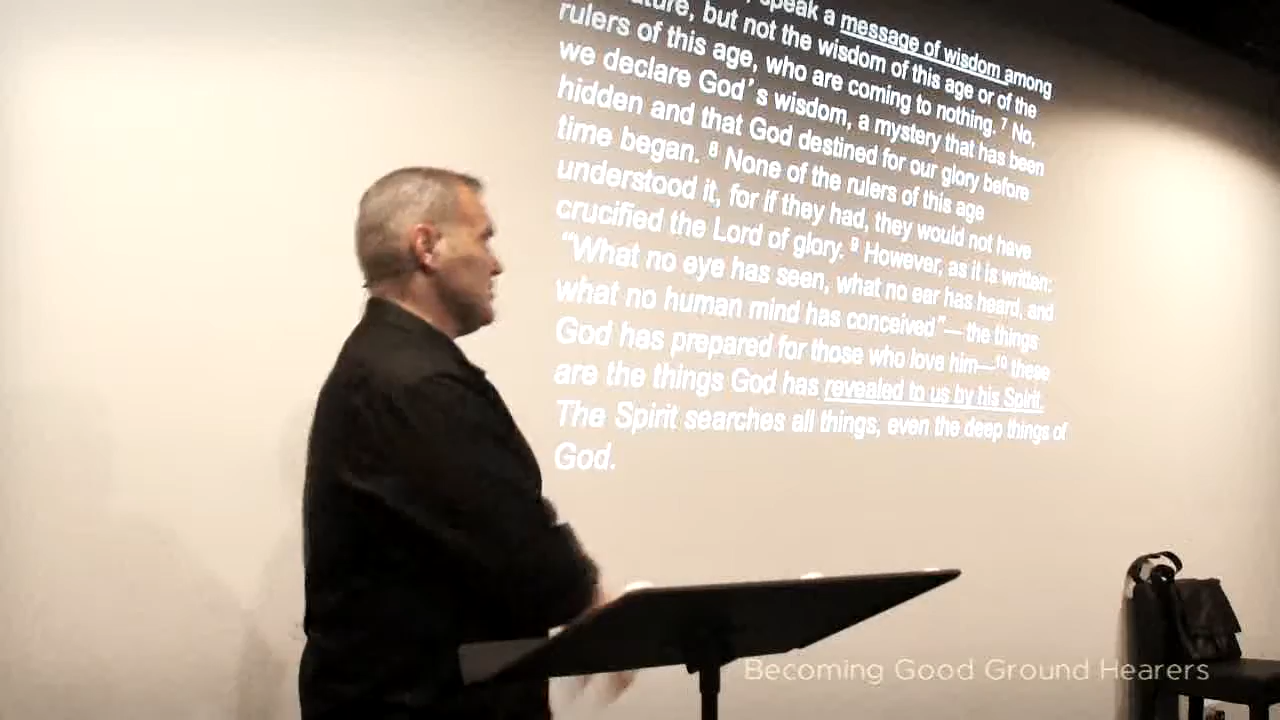 speak a message of wisdom among
but not the wisdom of this age or of the
rulers of this age, who are coming to nothing. 7 No,
we declare God's wisdom, a mystery that has been
hidden and that God destined for our glory before
time began. 8 None of the rulers of this age
understood it, for if they had, they would not have
crucified the Lord of glory. 9 However, as it is written:
"What no eye has seen, what no ear has heard, and
what no human mind has conceived"— the things
God has prepared for those who love him—10 these
are the things God has revealed to us by his Spirit.
The Spirit searches all things, even the deep things of
God.
Becoming Good Ground Hearers